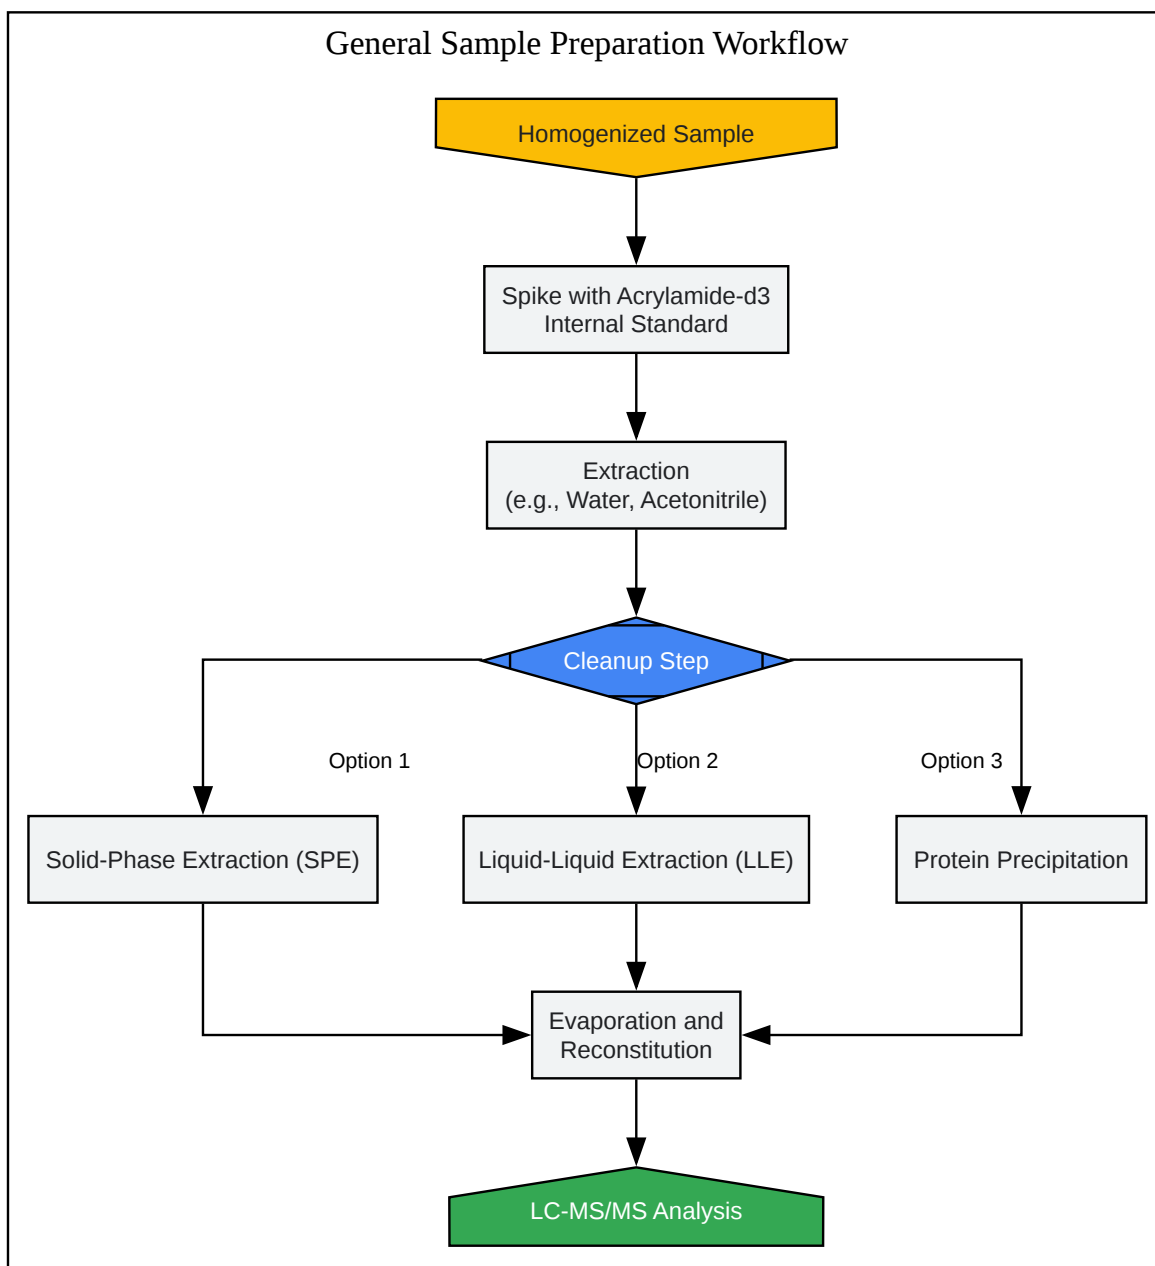 General Sample Preparation Workflow
Homogenized Sample
Spike with Acrylamide-d3
Internal Standard
Extraction
(e.g., Water, Acetonitrile)
Cleanup Step
Option 1
Option 2
Option 3
Solid-Phase Extraction (SPE)
Liquid-Liquid Extraction (LLE)
Protein Precipitation
Evaporation and
Reconstitution
LC-MS/MS Analysis